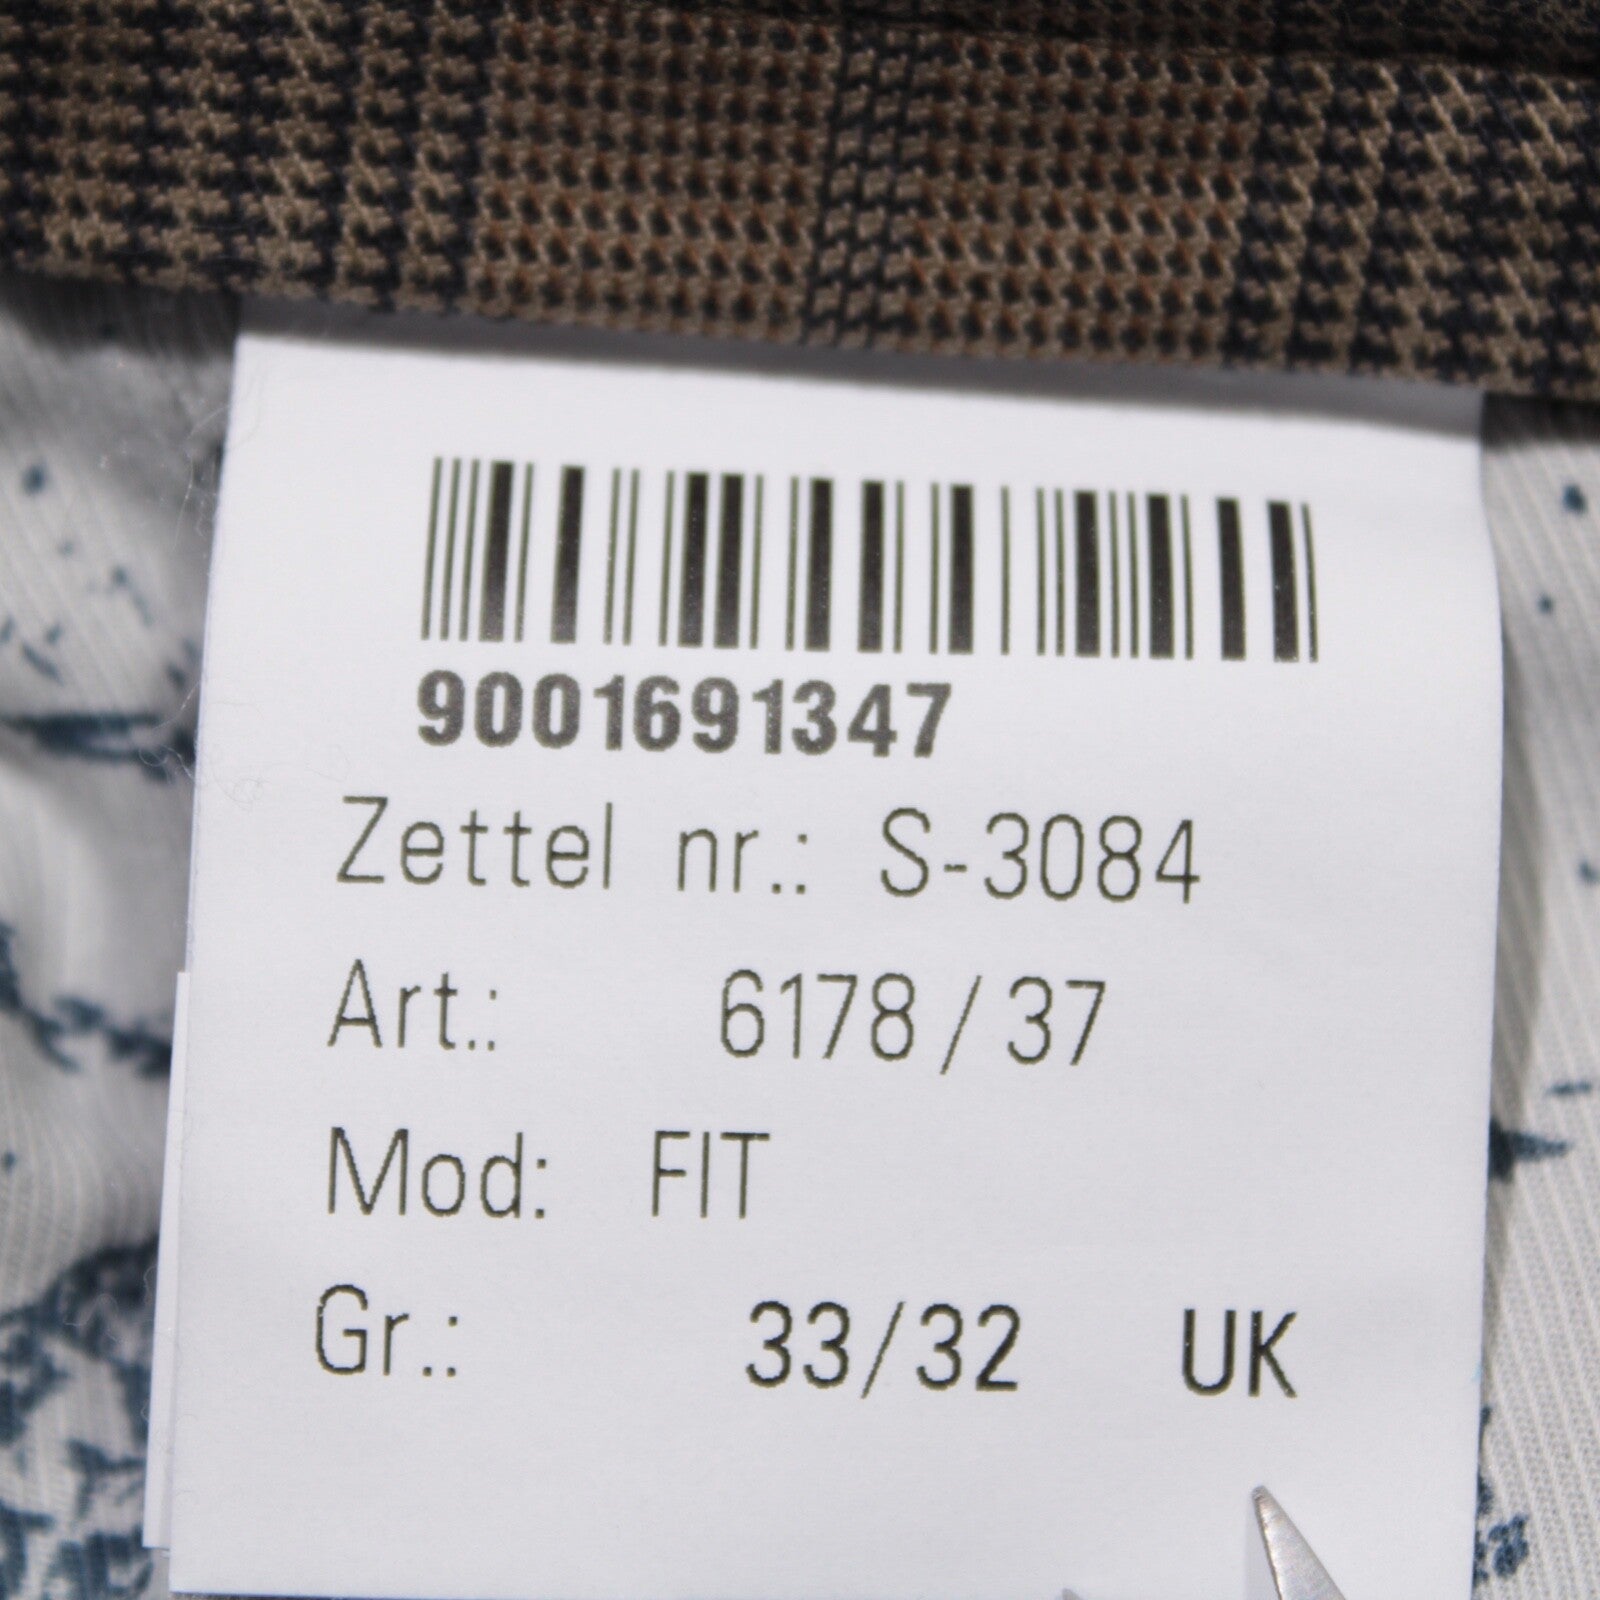 9001691347
Zettel nr.: S-3084
Art.: 6178/37
Mod: FIT
Gr.: 33/32 UK